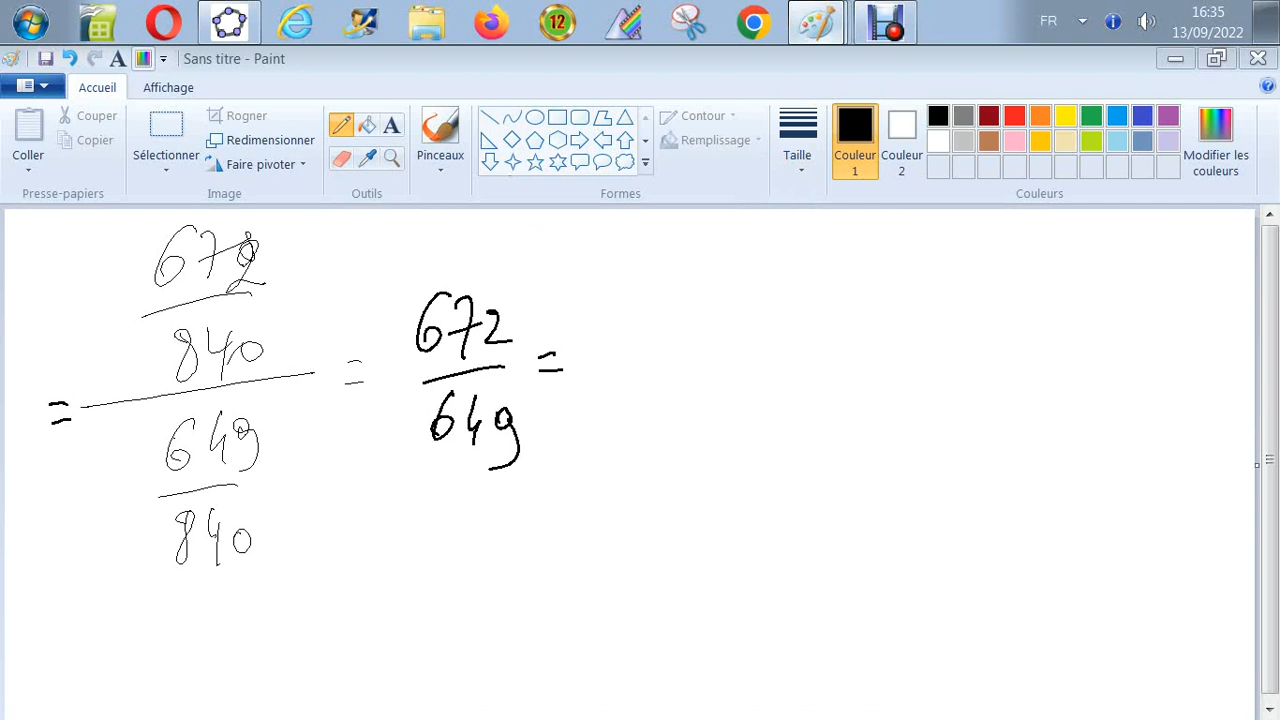 12
FR
16:35
13/09/2022
Sans titre - Paint
Accueil
Affichage
Coller
Couper
Copier
Presse-papiers
Sélectionner
Rogner
Redimensionner
Faire pivoter
Image
A
Outils
Pinceaux
Formes
Contour
Remplissage
Taille
Couleur
1
Couleur
2
Modifier les
couleurs
Couleurs
672
840
=
649
840
=
672
649
=